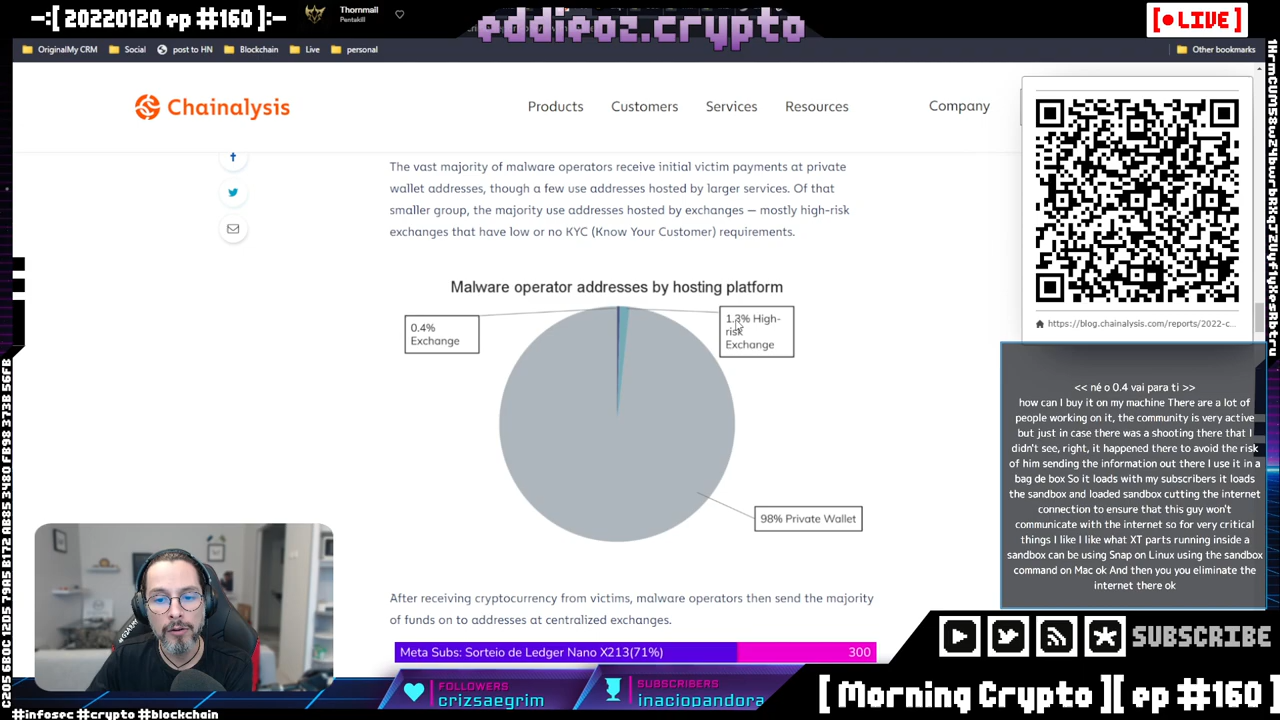 -:[ 20220120 ep #160 ]:-
Thornmail
Pentakill
eddieoz.crypto
[ ● LIVE ]
OriginalMy CRM
Social
post to HN
Blockchain
Live
personal
Other bookmarks
Chainalysis
Products
Customers
Services
Resources
Company
The vast majority of malware operators receive initial victim payments at private
wallet addresses, though a few use addresses hosted by larger services. Of that
smaller group, the majority use addresses hosted by exchanges — mostly high-risk
exchanges that have low or no KYC (Know Your Customer) requirements.
Malware operator addresses by hosting platform
0.4%
Exchange
High-
risk
Exchange
98% Private Wallet
After receiving cryptocurrency from victims, malware operators then send the majority
of funds on to addresses at centralized exchanges.
https://blog.chainalysis.com/reports/2022-c...
<< né o 0.4 vai para ti >>
how can I buy it on my machine There are a lot of
people working on it, the community is very active
but just in case there was a shooting there that I
didn't see, right, it happened there to avoid the risk
of him sending the information out there I use it in a
bag de box So it loads with my subscribers it loads
the sandbox and loaded sandbox cutting the internet
connection to ensure that this guy won't
communicate with the internet so for very critical
things I like I like what XT parts running inside a
sandbox can be using Snap on Linux using the sandbox
command on Mac ok And then you you eliminate the
internet there ok
Meta Subs: Sorteio de Ledger Nano X213(71%)
300
FOLLOWERS
crizsaegrim
SUBSCRIBERS
inaciopandora
SUBSCRIBE
[ Morning Crypto ][ ep #160 ]
#infosec #crypto #blockchain
C205 5B0C 12D5 79A5 B172 AB35 3480 FB98 373B 56FB